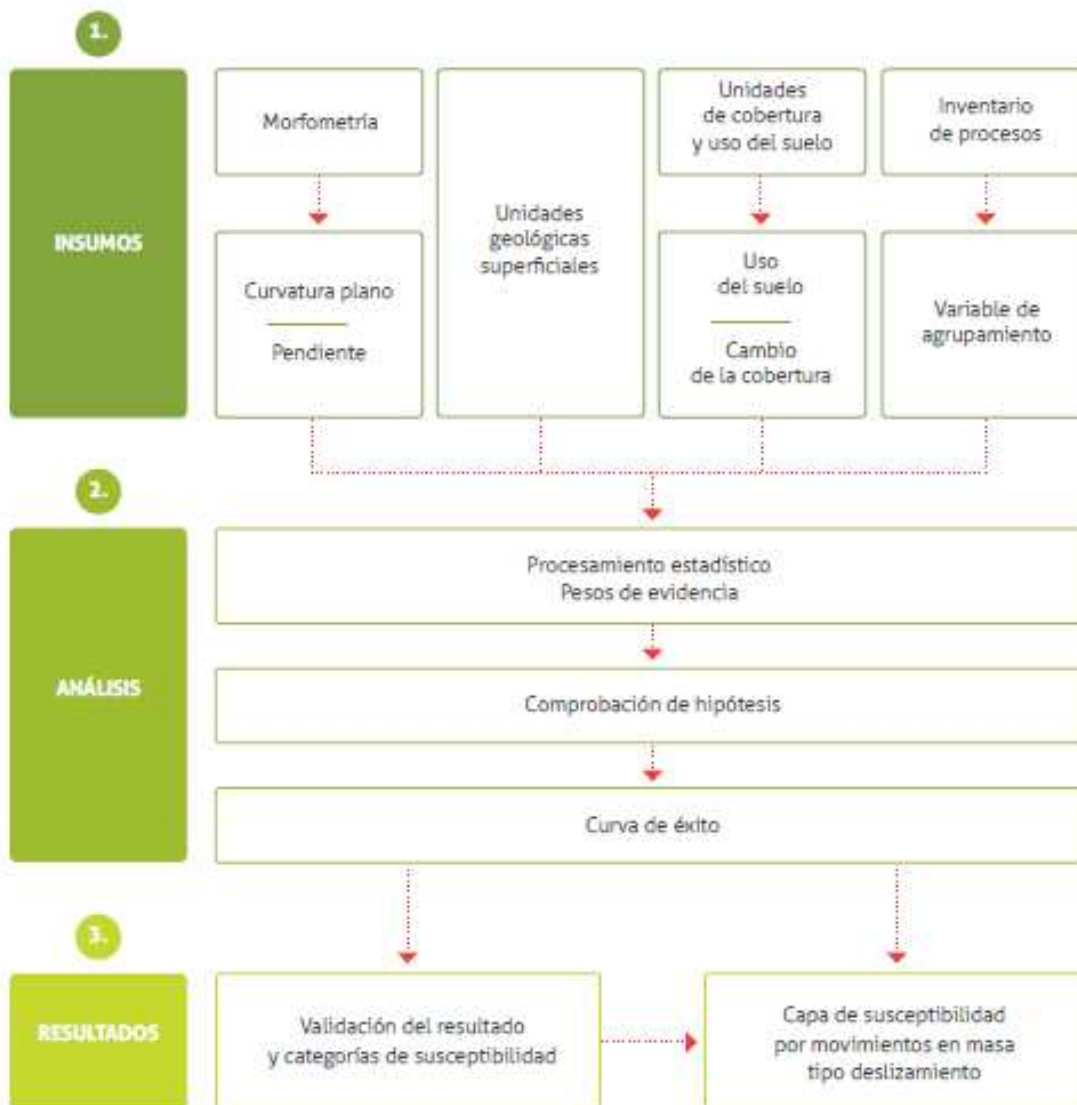 1.
INSUMOS
Morfometría
Curvatura plano
Pendiente
Unidades
geológicas
superficiales
Unidades
de cobertura
y uso del suelo
Uso
del suelo
Cambio
de la cobertura
Inventario
de procesos
Variable de
agrupamiento
2.
ANÁLISIS
Procesamiento estadístico
Pesos de evidencia
Comprobación de hipótesis
Curva de éxito
3.
RESULTADOS
Validación del resultado
y categorías de susceptibilidad
Capa de susceptibilidad
por movimientos en masa
tipo deslizamiento